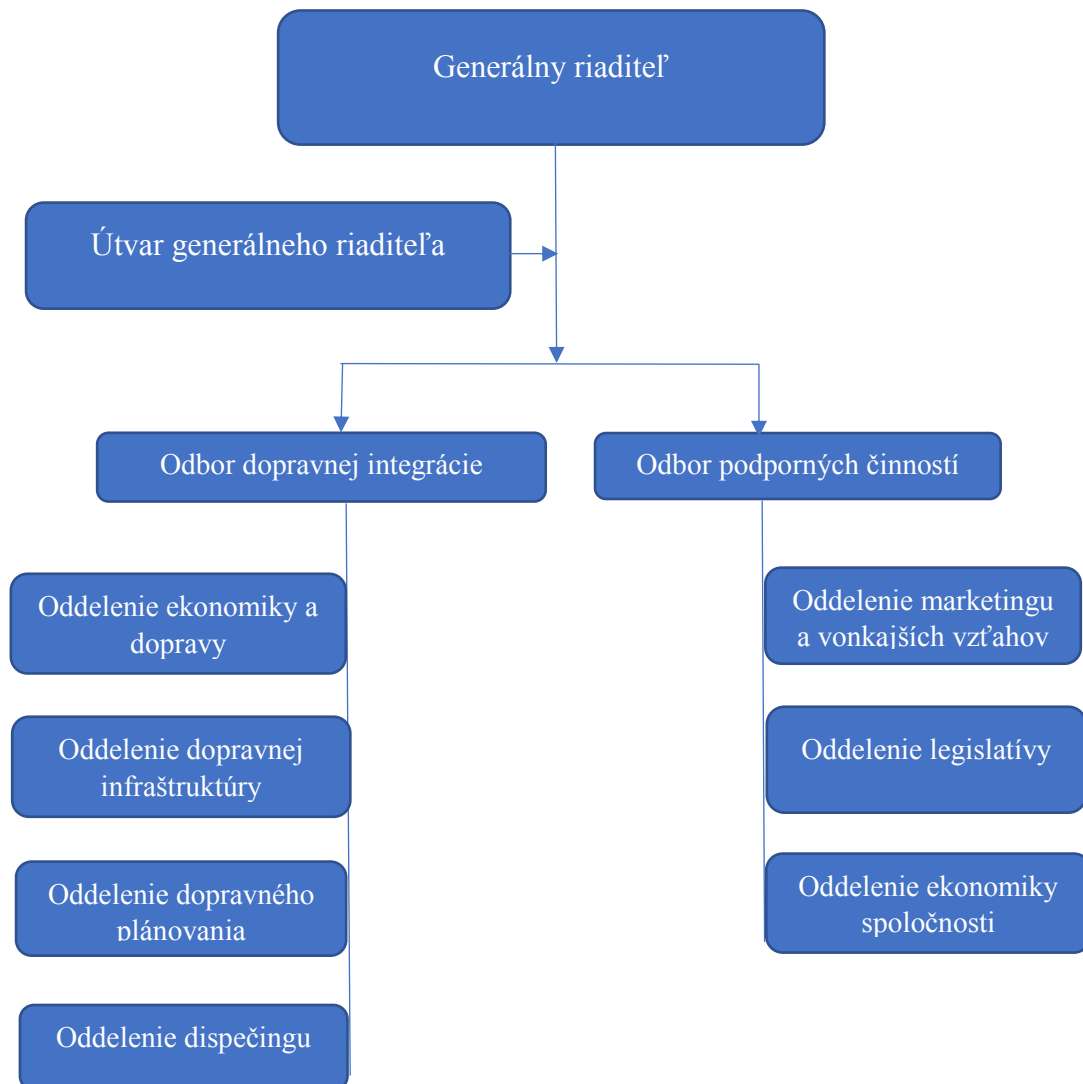 Generálny riaditeľ
Útvar generálneho riaditeľa
Odbor dopravnej integrácie
Odbor podporných činností
Oddelenie ekonomiky a
dopravy
Oddelenie dopravnej
infraštruktúry
Oddelenie dopravného
plánovania
Oddelenie dispečingu
Oddelenie marketingu
a vonkajších vzťahov
Oddelenie legislatívy
Oddelenie ekonomiky
spoločnosti